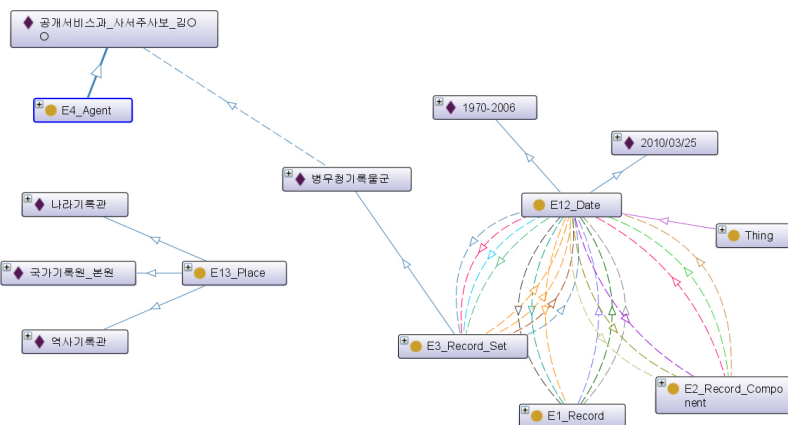 공개서비스과_사서주사보_김○
○
E4_Agent
1970-2006
2010/03/25
병무청기록물군
나라기록관
E12_Date
Thing
국가기록원_본원
E13_Place
역사기록관
E3_Record_Set
E2_Record_Compo
nent
E1_Record